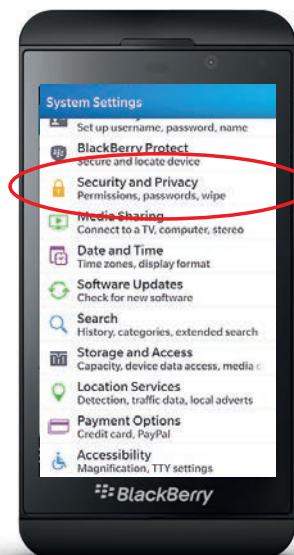 System Settings
Set up username, password, name
BlackBerry Protect
Secure and locate device
Security and Privacy
Permissions, passwords, wipe
Media Sharing
Connect to a TV, computer, stereo
Date and Time
Time zones, display format
Software Updates
Check for new software
Search
History, categories, extended search
Storage and Access
Capacity, device data access, media c
Location Services
Detection, traffic data, local adverts
Payment Options
Credit card, PayPal
Accessibility
Magnification, TTY settings
BlackBerry